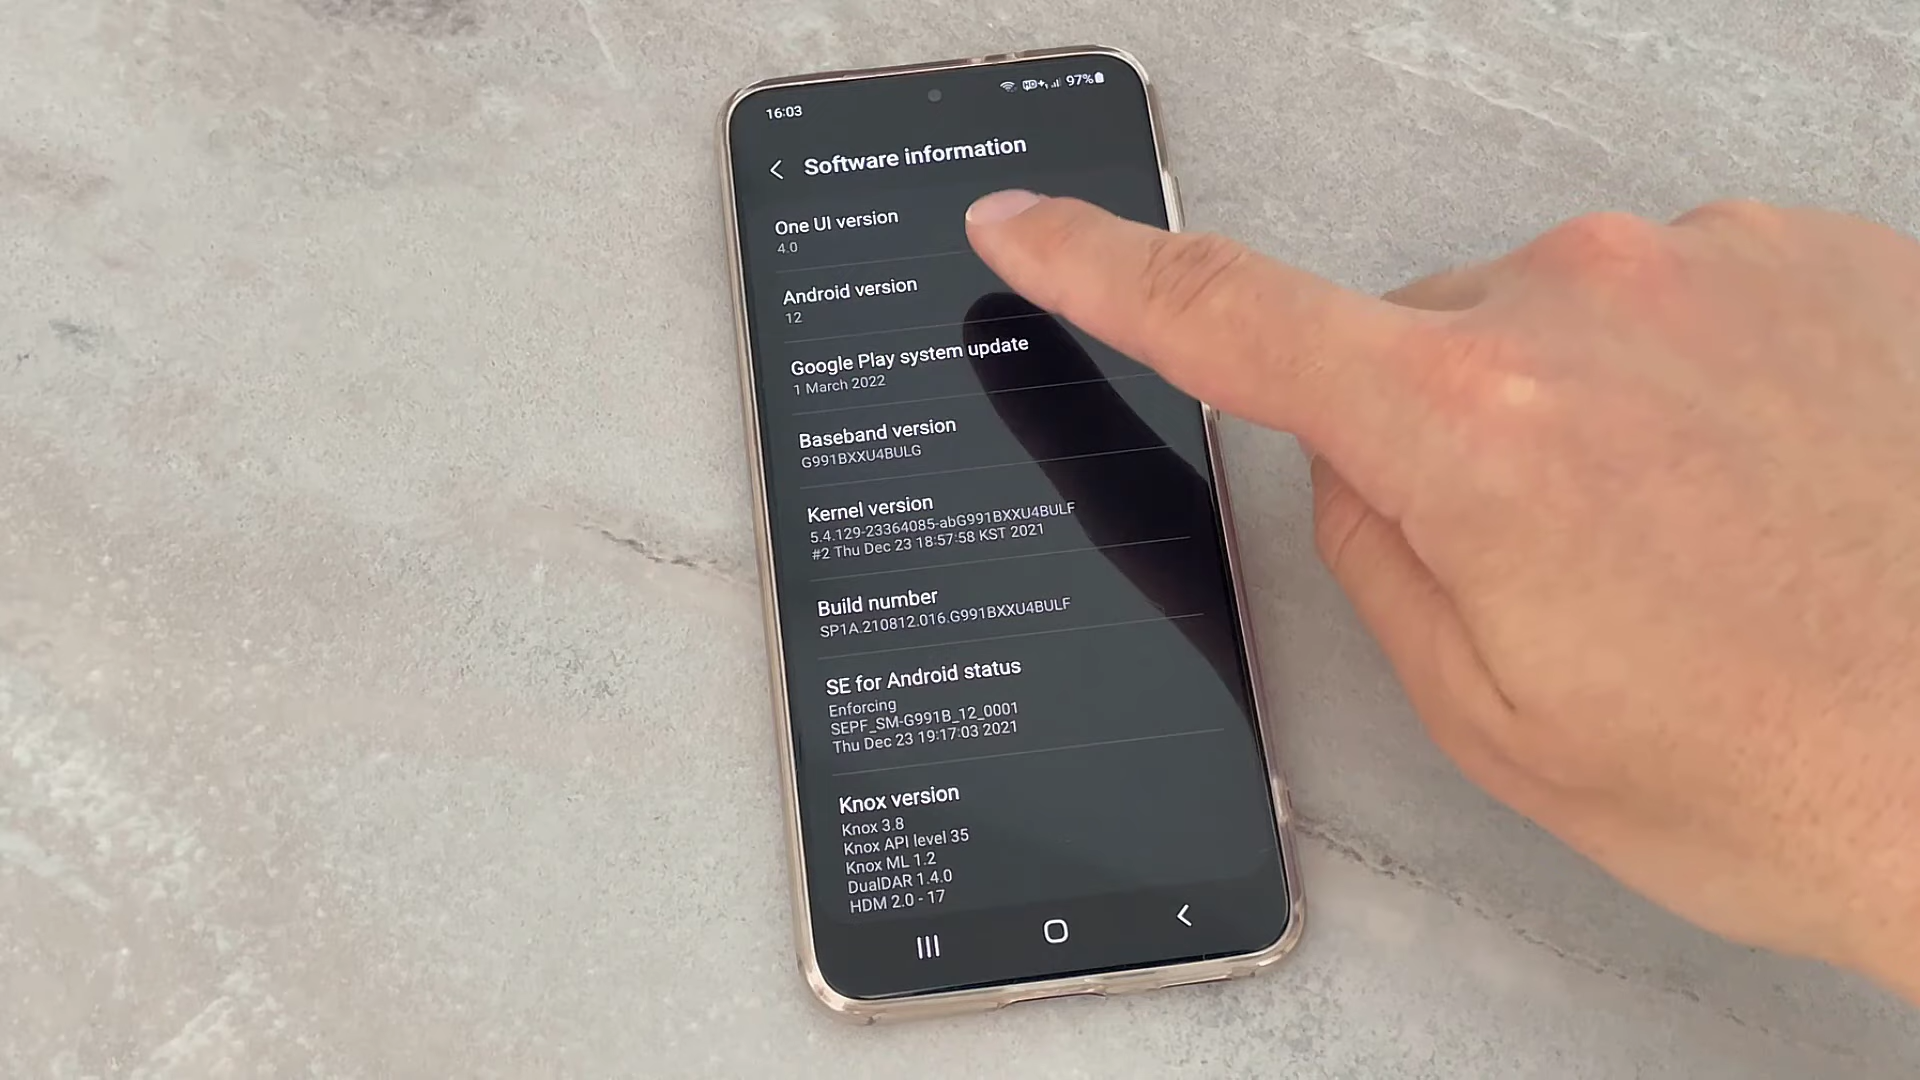 16:03
97%
Software information
One UI version
4.0
Android version
12
Google Play system update
1 March 2022
Baseband version
G991BXXU4BULG
Kernel version
5.4.129-23364085-abG991BXXU4BULF
#2 Thu Dec 23 18:57:58 KST 2021
Build number
SP1A.210812.016.G991BXXU4BULF
SE for Android status
Enforcing
SEPF_SM-G991B_12_0001
Thu Dec 23 19:17:03 2021
Knox version
Knox 3.8
Knox API level 35
Knox ML 1.2
DualDAR 1.4.0
HDM 2.0 - 17